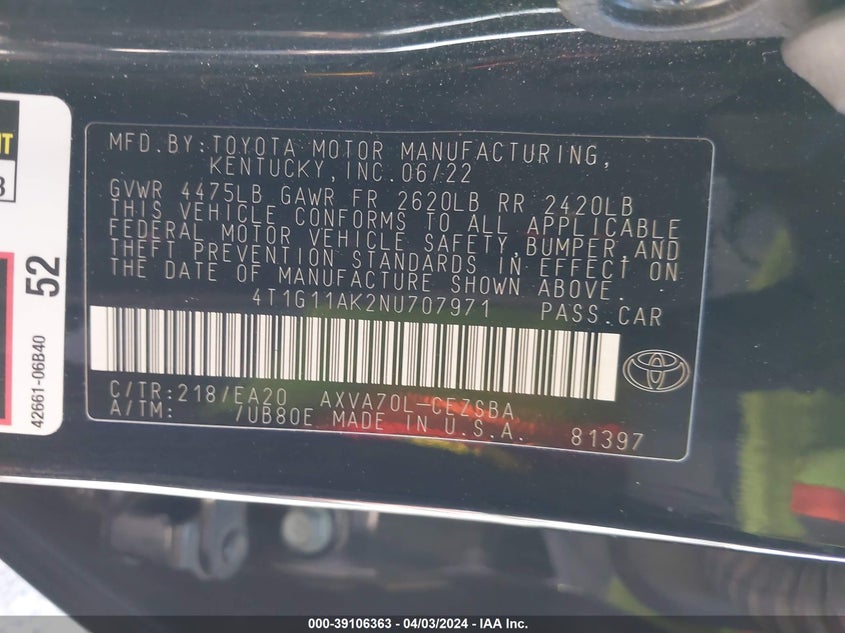 MFD.BY:TOYOTA MOTOR MANUFACTURING,
KENTUCKY, INC.06/22
GVWR 4475LB GAWR FR 2620LB RR 2420LB
THIS VEHICLE CONFORMS TO ALL APPLICABLE
FEDERAL MOTOR VEHICLE SAFETY,BUMPER,AND
THEFT PREVENTION STANDARDS IN EFFECT ON
THE DATE OF MANUFACTURE SHOWN ABOVE.
4T1G11AK2NU707971 PASS.CAR
C/TR:218/EA20 AXVA70L-CEZSBA
A/TM: 7UB80E MADE IN U.S.A. 81397
52
42661-06B40
000-39106363 - 04/03/2024 - IAA Inc.